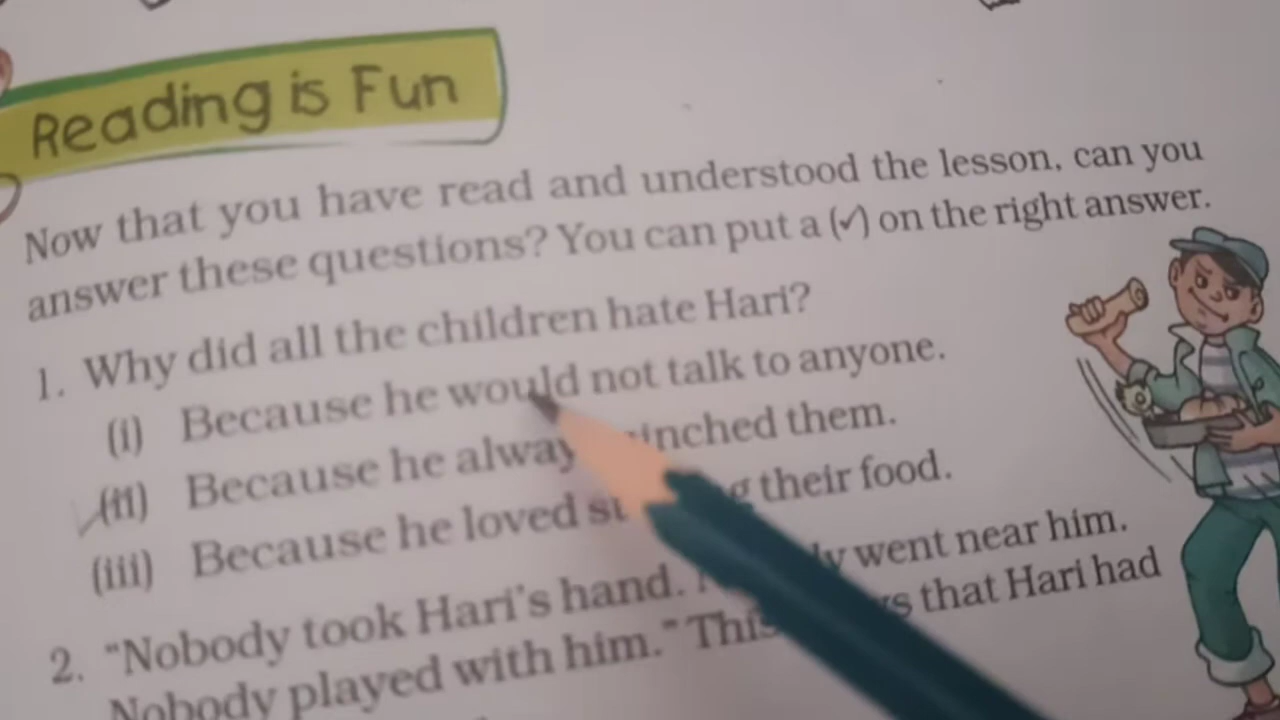 Reading is Fun
Now that you have read and understood the lesson, can you
answer these questions? You can put a (✓) on the right answer.
1. Why did all the children hate Hari?
(i) Because he would not talk to anyone.
(ii) Because he always pinched them.
(iii) Because he loved their food.
2. "Nobody took Hari's hand. went near him.
Nobody played with him." This that Hari had